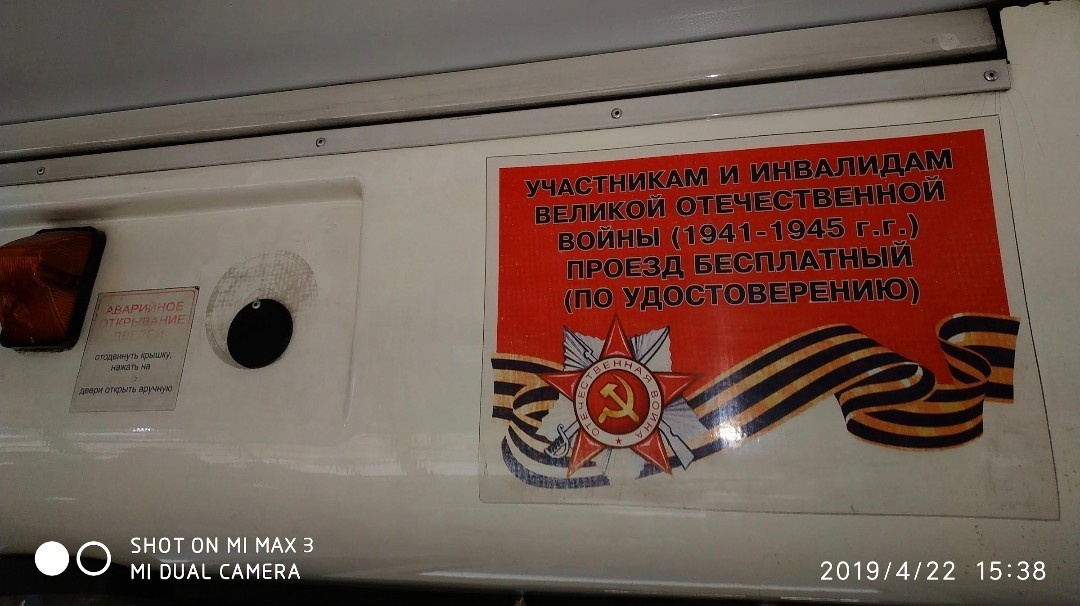 УЧАСТНИКАМ И ИНВАЛИДАМ
ВЕЛИКОЙ ОТЕЧЕСТВЕННОЙ
ВОЙНЫ (1941-1945 г.г.)
ПРОЕЗД БЕСПЛАТНЫЙ
(ПО УДОСТОВЕРЕНИЮ)
ОТЕЧЕСТВЕННАЯ ВОЙНА
АВАРИЙНОЕ
ОТКРЫВАНИЕ
отодвинуть крышку,
нажать на
двери открыть вручную
SHOT ON MI MAX 3
MI DUAL CAMERA
2019/4/22 15:38